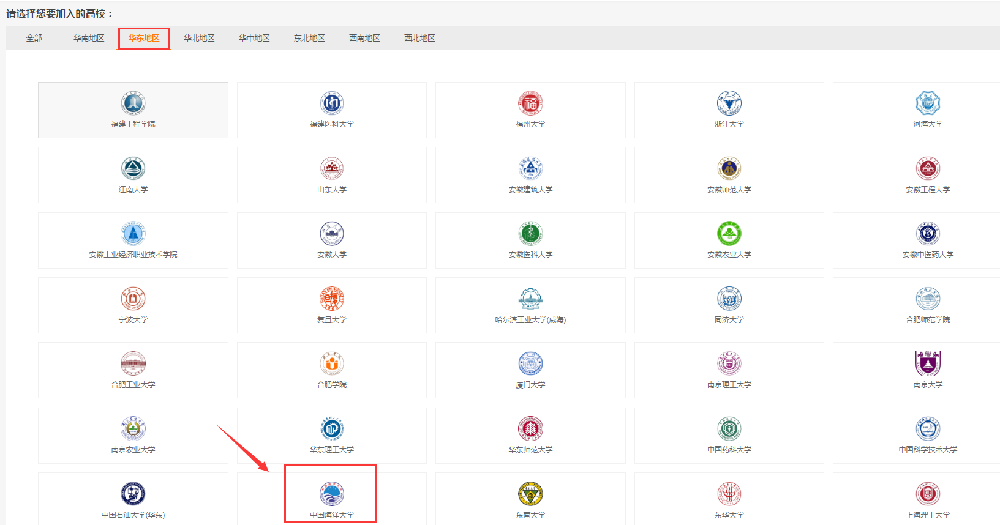 请选择您要加入的高校：
全部 华南地区 华东地区 华北地区 华中地区 东北地区 西南地区 西北地区
福建工程学院 福建医科大学 福州大学 浙江大学 河海大学
江南大学 山东大学 安徽建筑大学 安徽师范大学 安徽工程大学
安徽工业经济职业技术学院 安徽大学 安徽医科大学 安徽农业大学 安徽中医药大学
宁波大学 复旦大学 哈尔滨工业大学(威海) 同济大学 合肥师范学院
合肥工业大学 合肥学院 厦门大学 南京理工大学 南京大学
南京农业大学 华东理工大学 华东师范大学 中国药科大学 中国科学技术大学
中国石油大学(华东) 中国海洋大学 东南大学 东华大学 上海理工大学